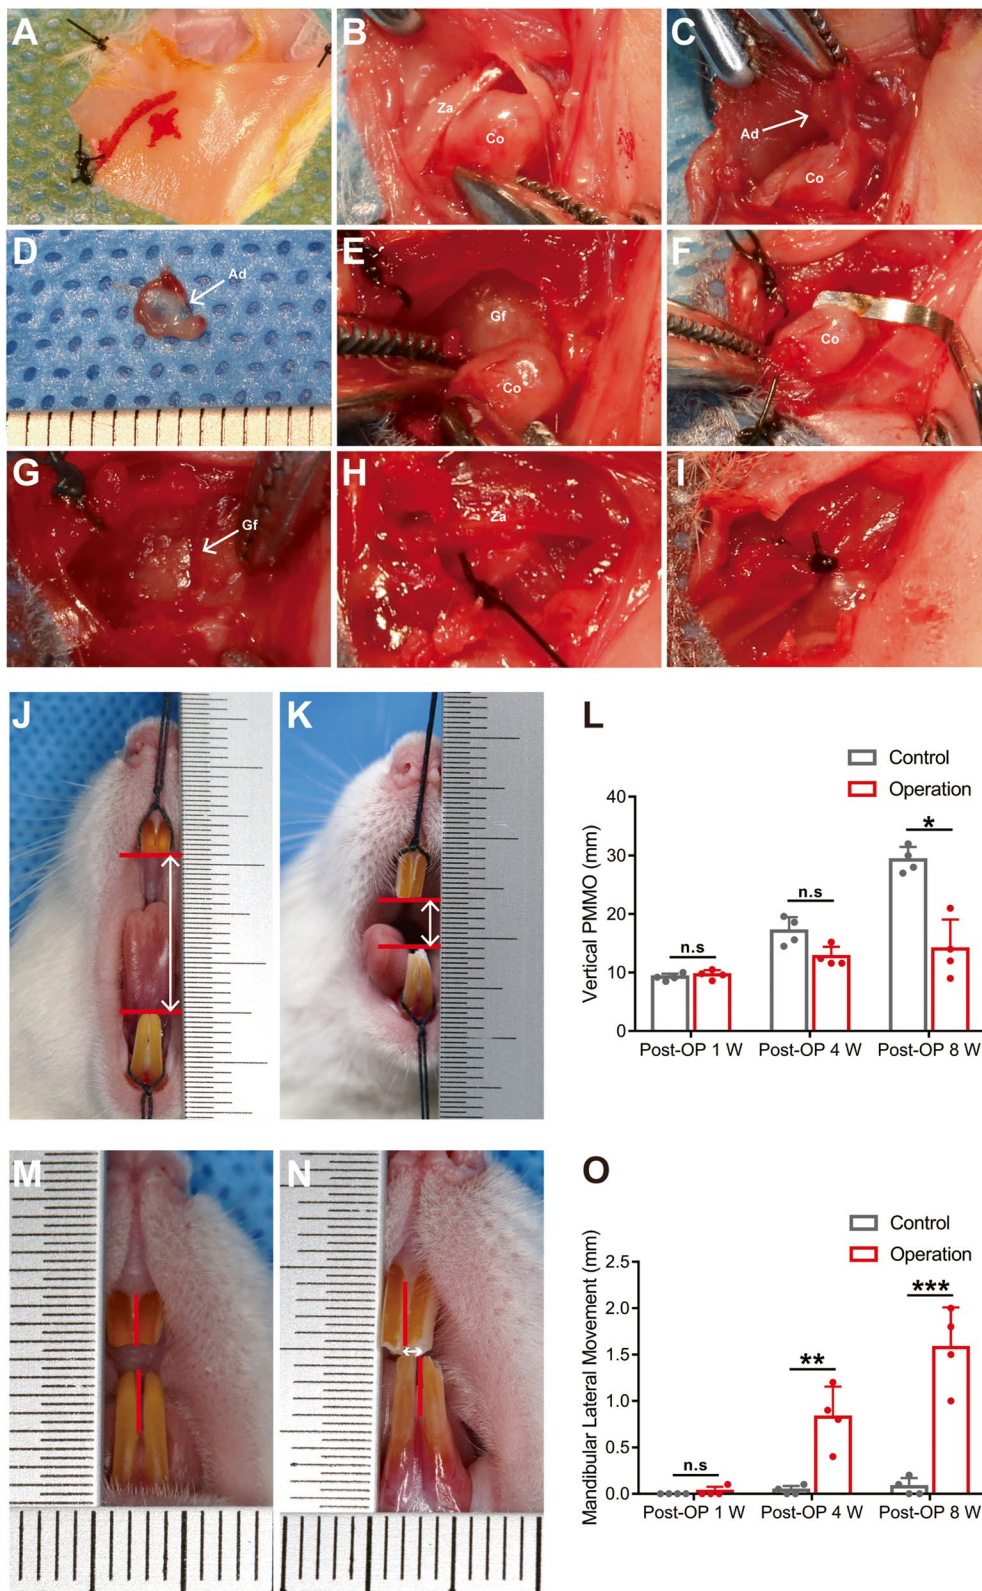 A
B
Za
Co
C
Ad
Co
D
Ad
E
Gf
Co
F
Co
G
Gf
H
Za
I
J
K
L
Control
Operation
Vertical PMMO (mm)
40
30
20
10
0
n.s
n.s
*
Post-OP 1 W
Post-OP 4 W
Post-OP 8 W
M
N
O
Control
Operation
Mandibular Lateral Movement (mm)
2.5
2.0
1.5
1.0
0.5
0.0
n.s
**
***
Post-OP 1 W
Post-OP 4 W
Post-OP 8 W